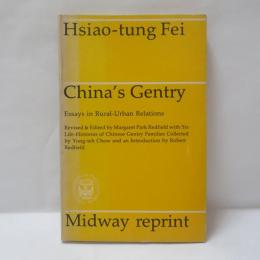 Hsiao-tung Fei
China's Gentry
Essays in Rural-Urban Relations
Revised & Edited by Margaret Park Redfield with Six
Life-Histories of Chinese Gentry Families Collected
by Yung-teh Chow and an Introduction by Robert
Redfield
Midway reprint